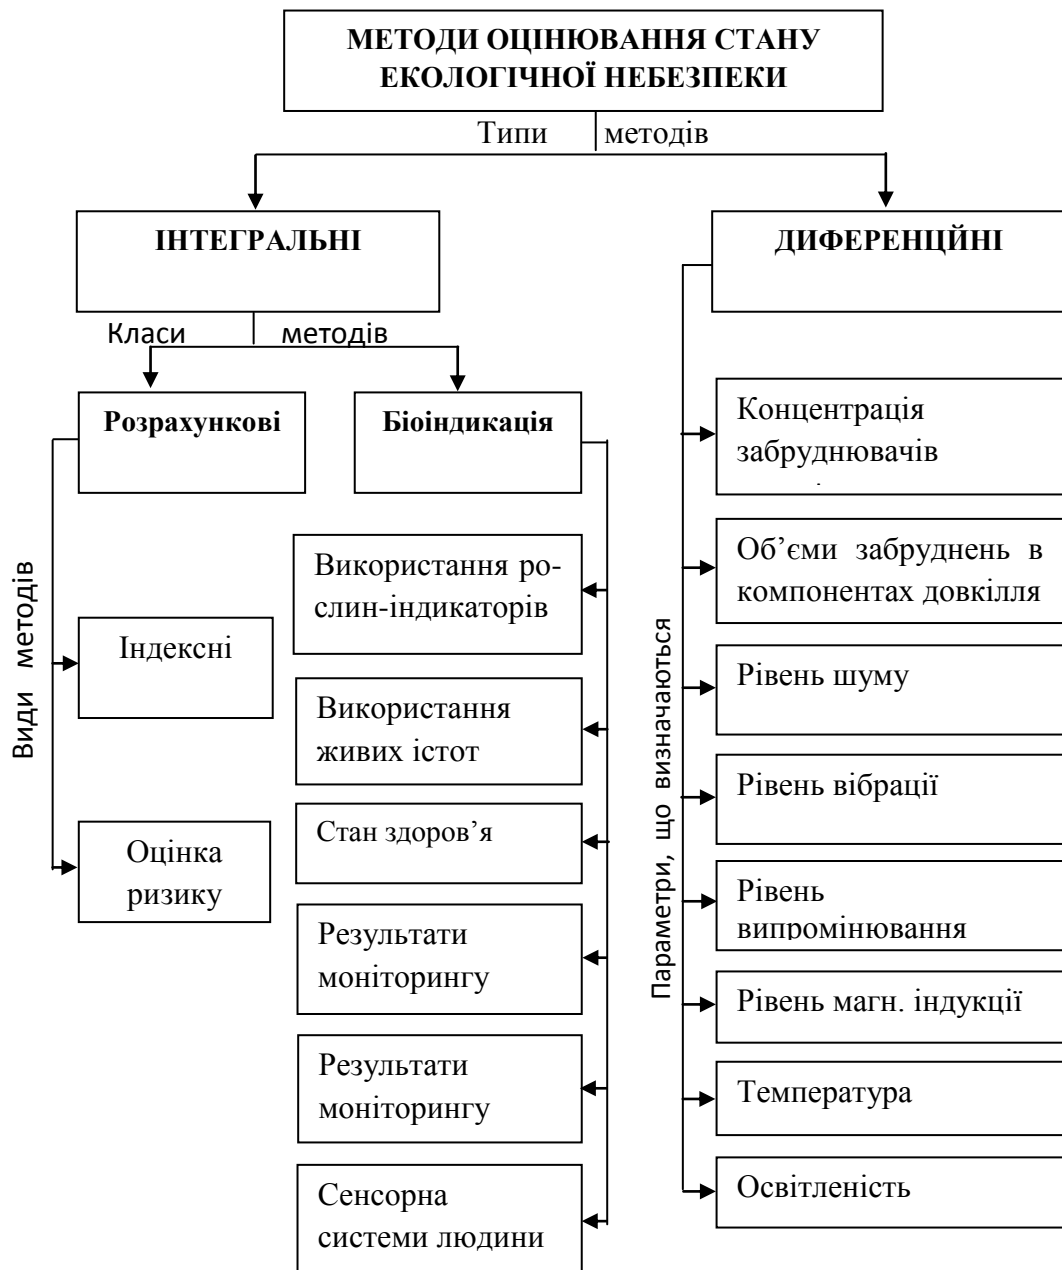 МЕТОДИ ОЦІНЮВАННЯ СТАНУ
ЕКОЛОГІЧНОЇ НЕБЕЗПЕКИ
Типи методів
ІНТЕГРАЛЬНІ
ДИФЕРЕНЦЙНІ
Класи методів
Розрахункові
Біоіндикація
Види методів
Індексні
Оцінка
ризику
Використання ро-
слин-індикаторів
Використання
живих істот
Стан здоров’я
Результати
моніторингу
Результати
моніторингу
Сенсорна
системи людини
Параметри, що визначаються
Концентрація
забруднювачів
Об’єми забруднень в
компонентах довкілля
Рівень шуму
Рівень вібрації
Рівень
випромінювання
Рівень магн. індукції
Температура
Освітленість